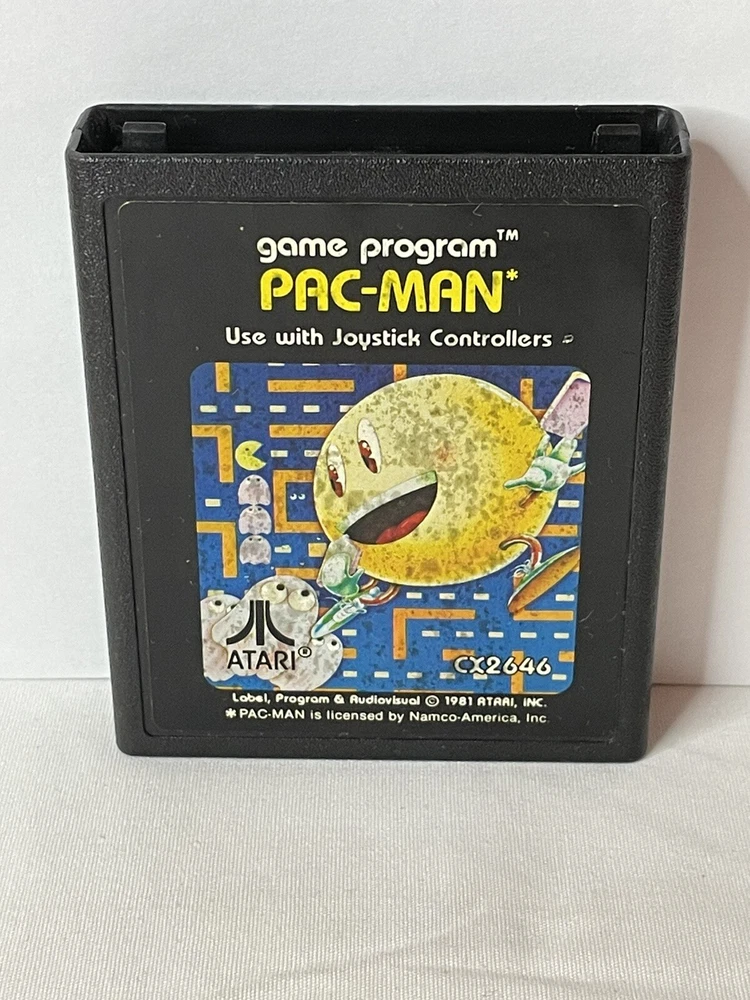 game program™
PAC-MAN*
Use with Joystick Controllers
ATARI®
CX2646
Label, Program & Audiovisual © 1981 ATARI, INC.
*PAC-MAN is licensed by Namco-America, Inc.